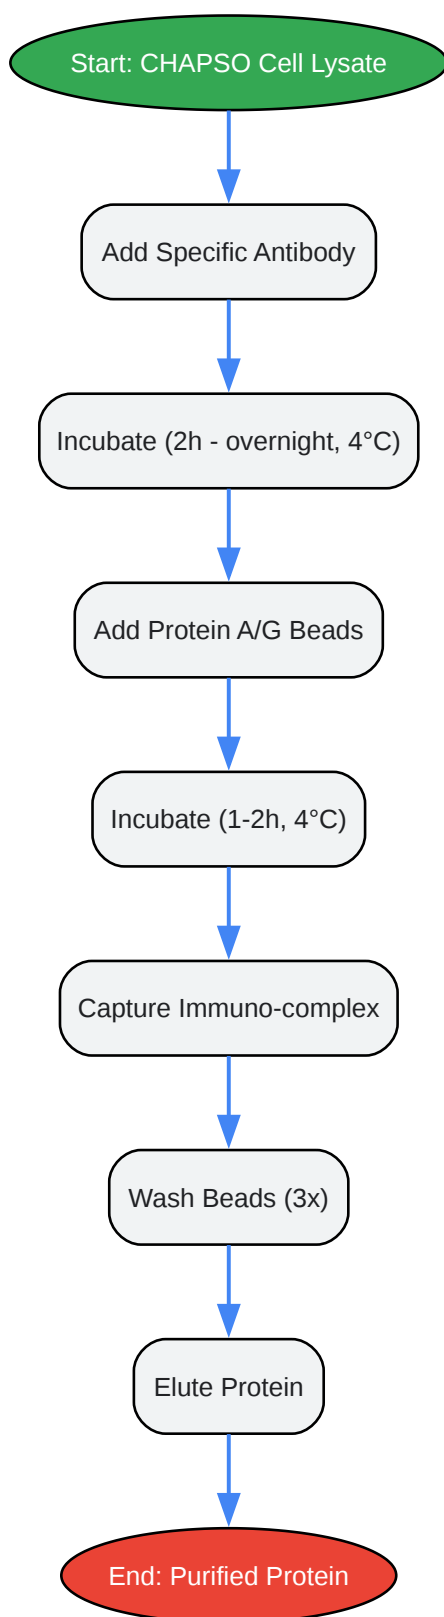 Start: CHAPSO Cell Lysate
Add Specific Antibody
Incubate (2h - overnight, 4°C)
Add Protein A/G Beads
Incubate (1-2h, 4°C)
Capture Immuno-complex
Wash Beads (3x)
Elute Protein
End: Purified Protein